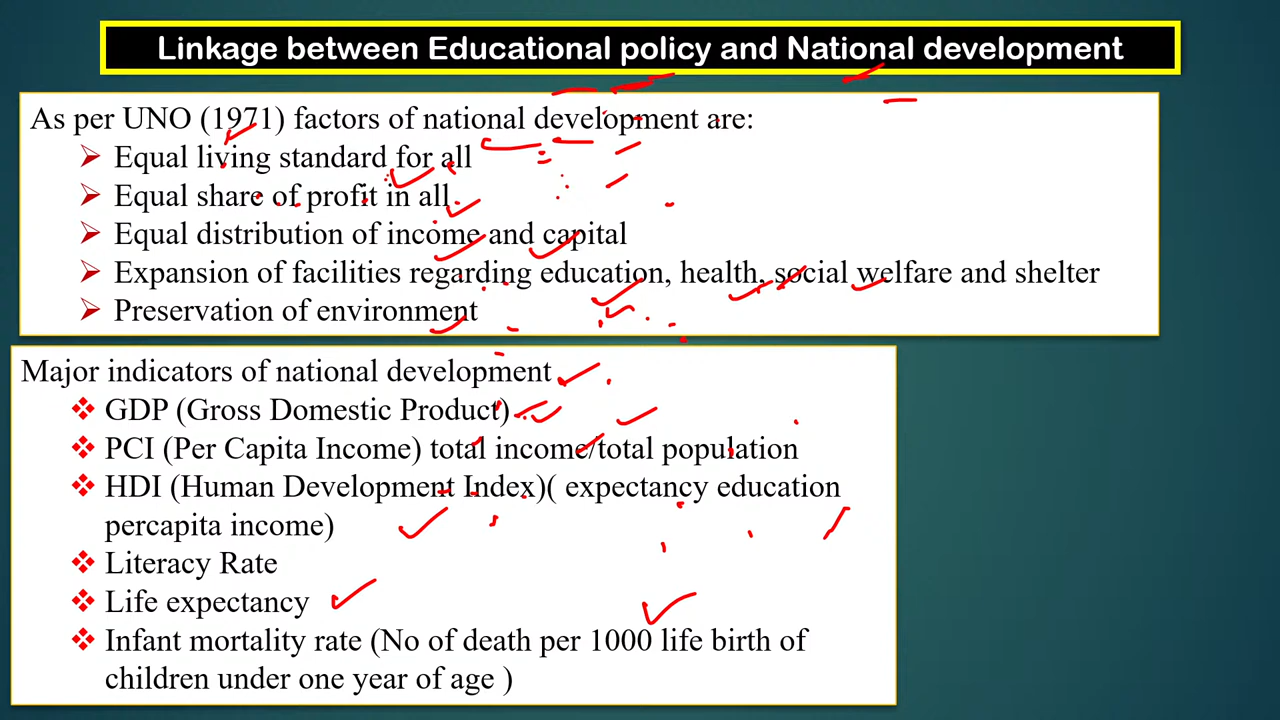 Linkage between Educational policy and National development
As per UNO (1971) factors of national development are:
Equal living standard for all
Equal share of profit in all
Equal distribution of income and capital
Expansion of facilities regarding education, health, social welfare and shelter
Preservation of environment
Major indicators of national development
GDP (Gross Domestic Product)
PCI (Per Capita Income) total income/total population
HDI (Human Development Index)( expectancy education
percapita income)
Literacy Rate
Life expectancy
Infant mortality rate (No of death per 1000 life birth of
children under one year of age )